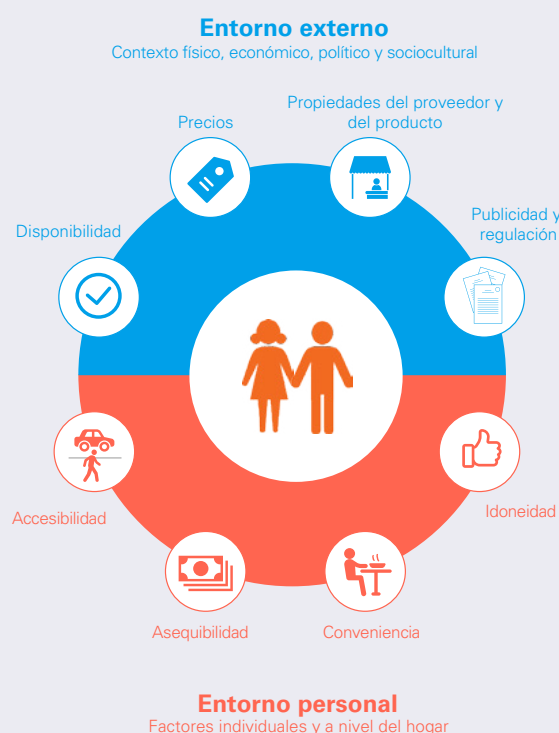 Entorno externo
Contexto físico, económico, político y sociocultural
Propiedades del proveedor y
del producto
Precios
Publicidad y
regulación
Disponibilidad
Accesibilidad
Idoneidad
Asequibilidad
Conveniencia
Entorno personal
Factores individuales y a nivel del hogar